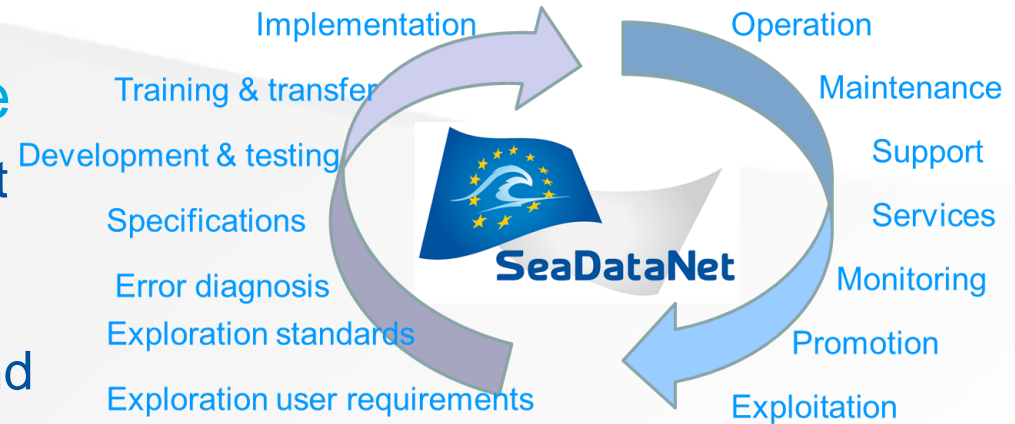 Implementation
Training & transfer
Development & testing
Specifications
Error diagnosis
Exploration standards
Exploration user requirements
SeaDataNet
Operation
Maintenance
Support
Services
Monitoring
Promotion
Exploitation